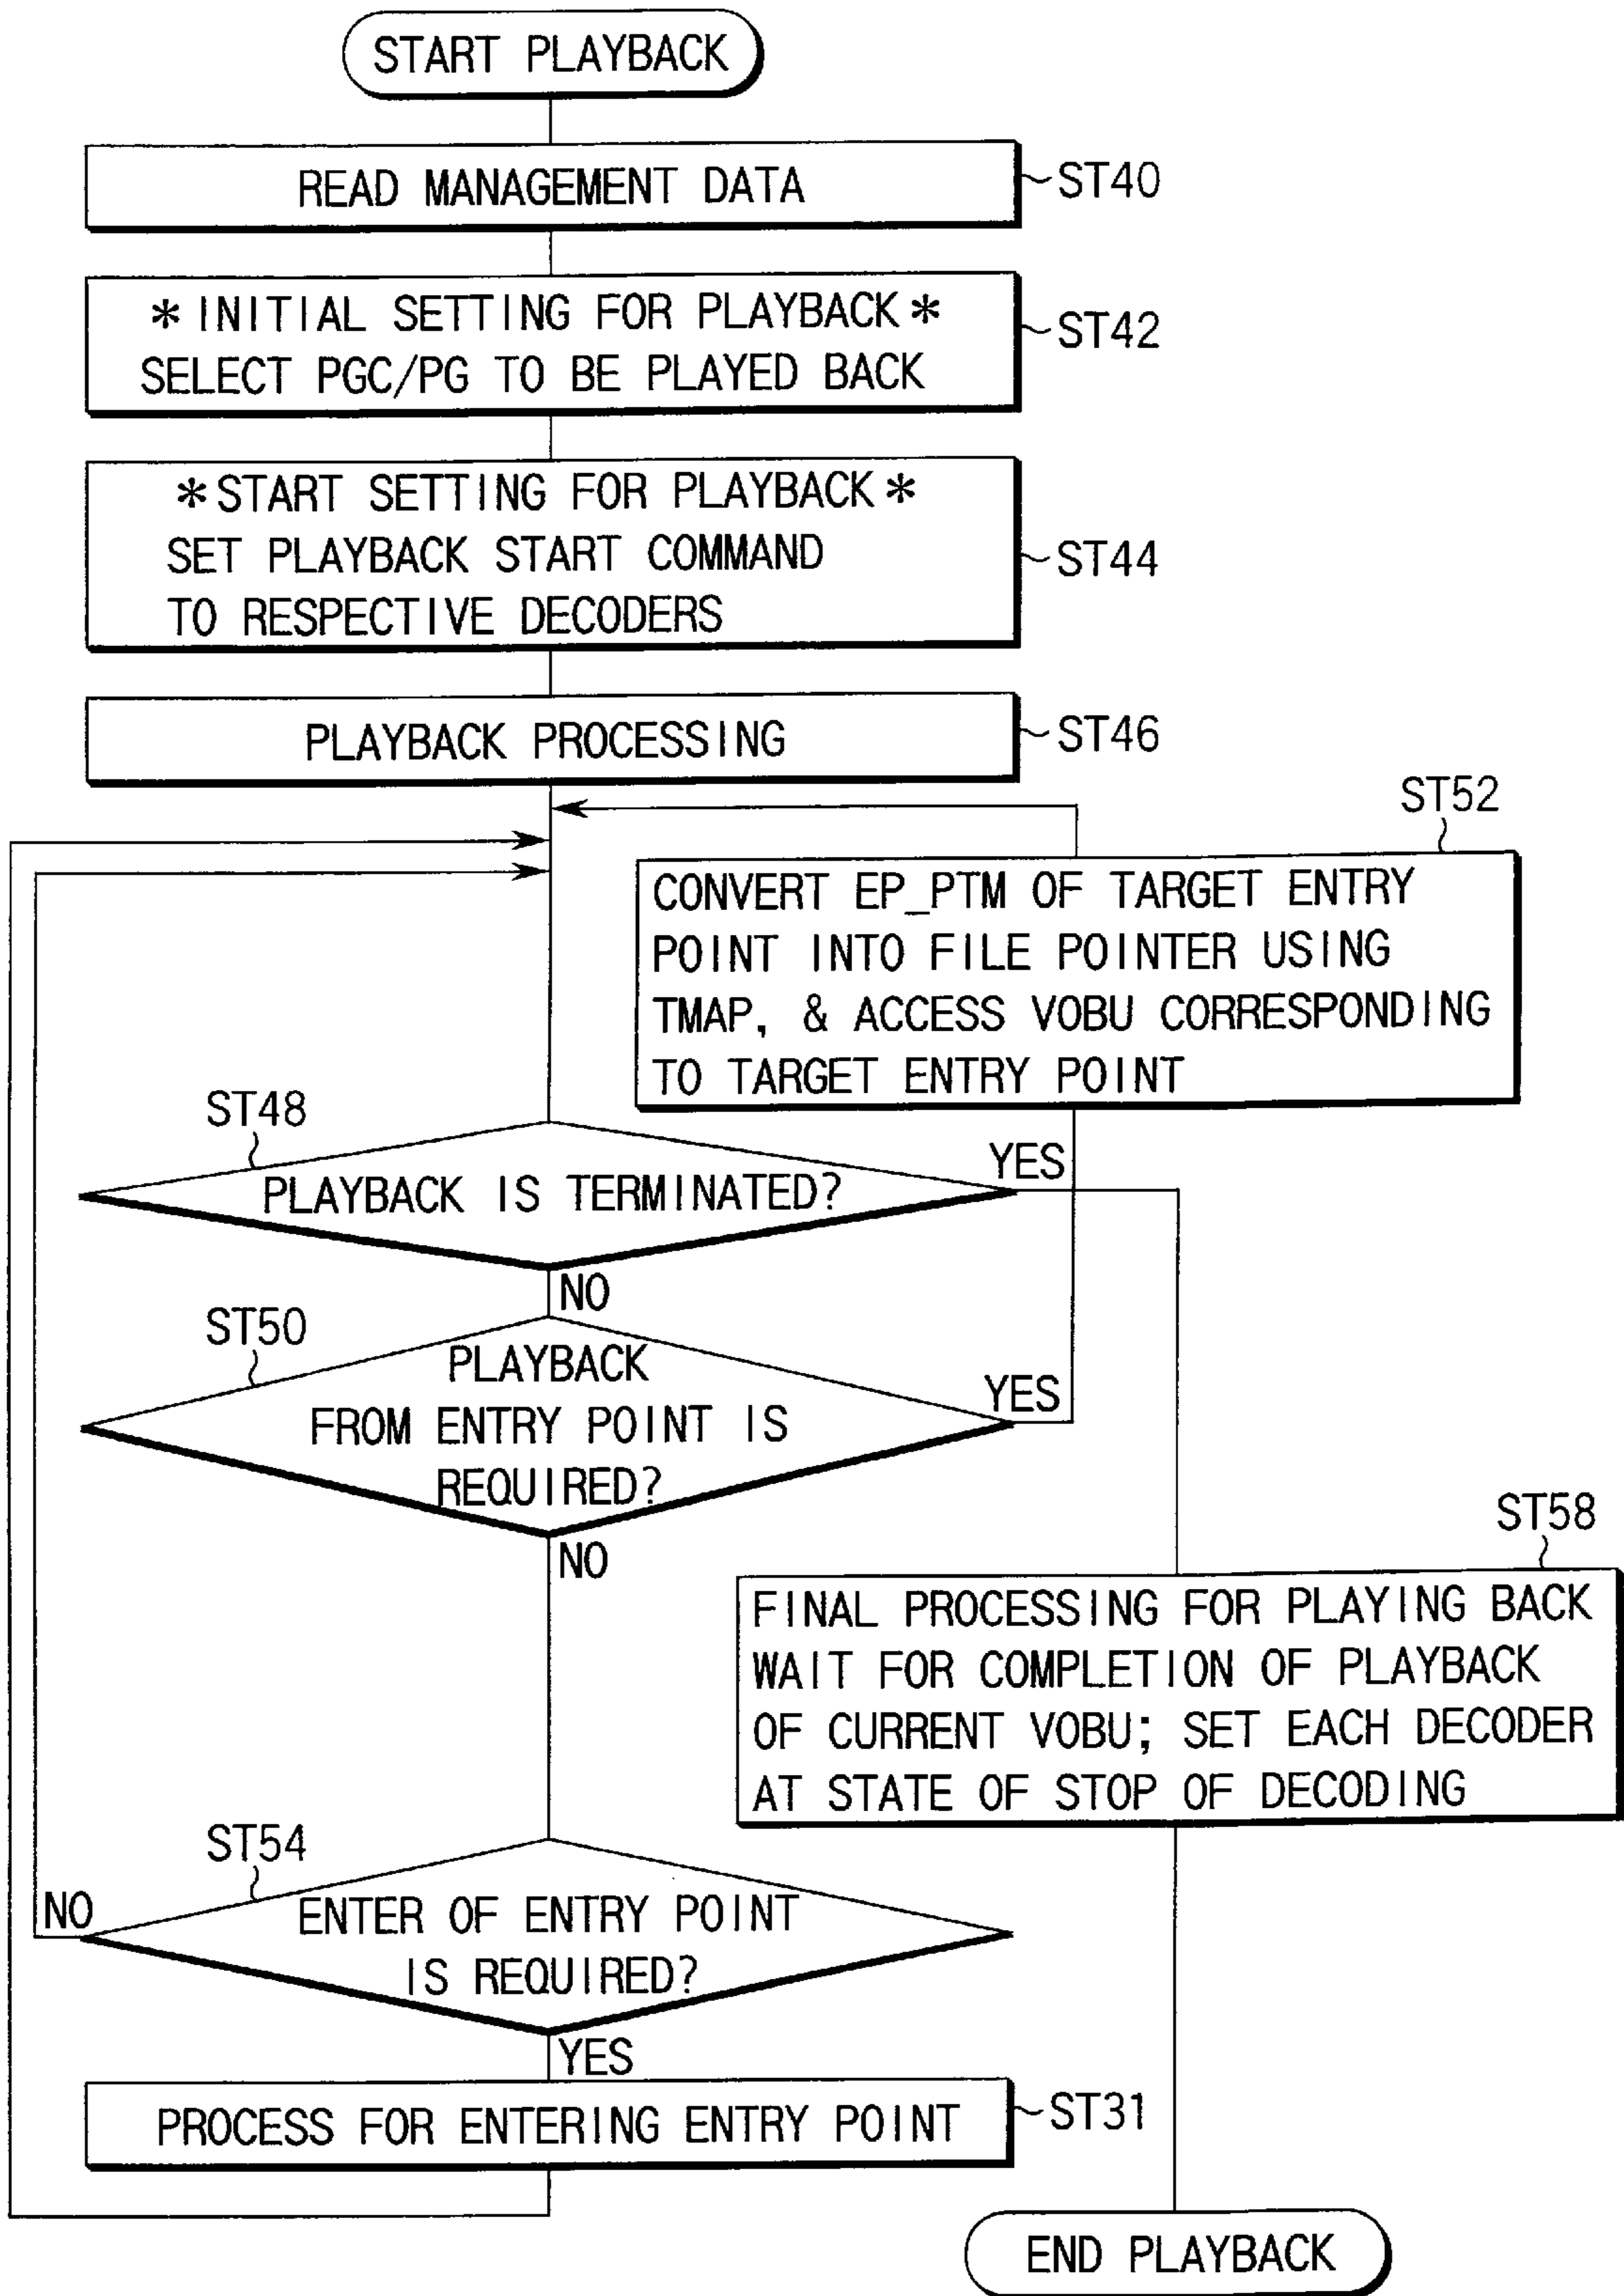 START PLAYBACK
READ MANAGEMENT DATA
ST40
*INITIAL SETTING FOR PLAYBACK*
SELECT PGC/PG TO BE PLAYED BACK
ST42
*START SETTING FOR PLAYBACK*
SET PLAYBACK START COMMAND
TO RESPECTIVE DECODERS
ST44
PLAYBACK PROCESSING
ST46
ST52
CONVERT EP_PTM OF TARGET ENTRY
POINT INTO FILE POINTER USING
TMAP, & ACCESS VOBU CORRESPONDING
TO TARGET ENTRY POINT
ST48
PLAYBACK IS TERMINATED?
YES
NO
ST50
PLAYBACK
FROM ENTRY POINT IS
REQUIRED?
YES
NO
ST58
FINAL PROCESSING FOR PLAYING BACK
WAIT FOR COMPLETION OF PLAYBACK
OF CURRENT VOBU; SET EACH DECODER
AT STATE OF STOP OF DECODING
ST54
NO
ENTER OF ENTRY POINT
IS REQUIRED?
YES
PROCESS FOR ENTERING ENTRY POINT
ST31
END PLAYBACK